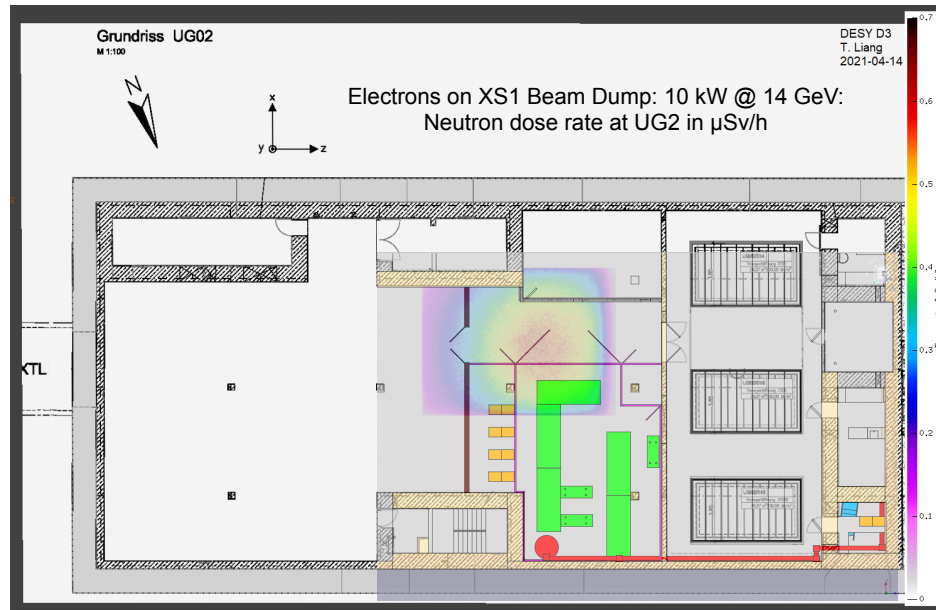 Grundriss UG02
M 1:100
DESY D3
T. Liang
2021-04-14
N
x
y
z
Electrons on XS1 Beam Dump: 10 kW @ 14 GeV:
Neutron dose rate at UG2 in µSv/h
XTL
0.7
0.6
0.5
0.4
0.3
0.2
0.1
0